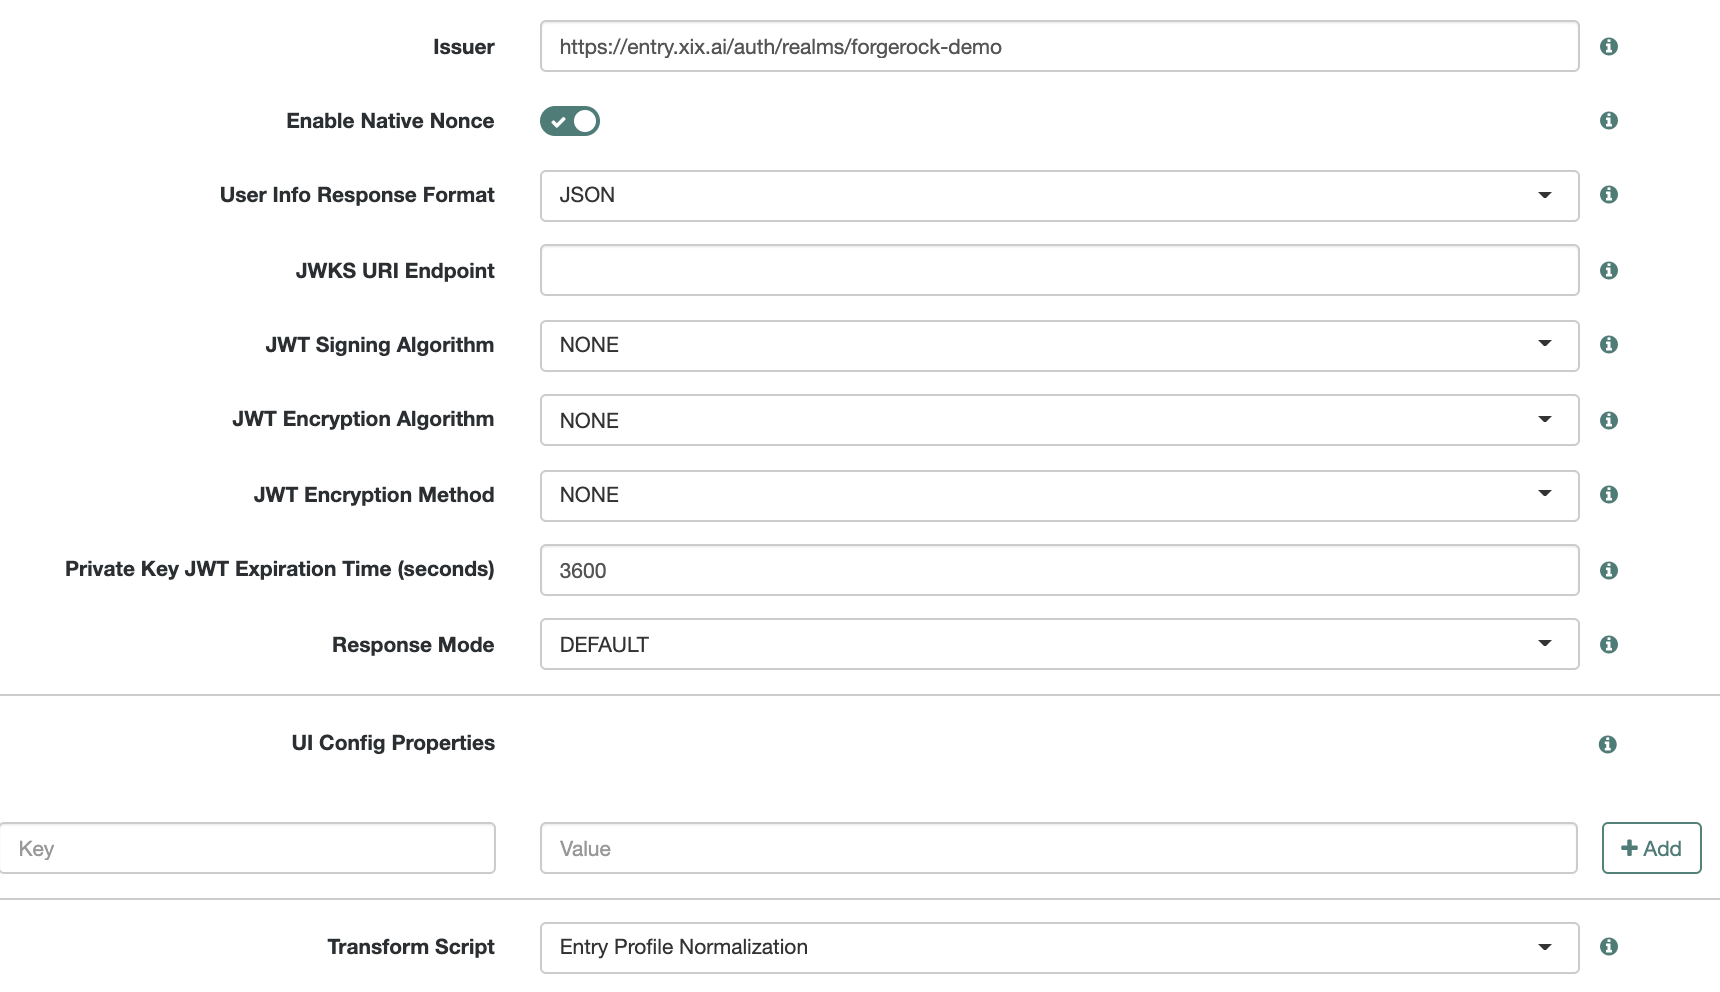 Issuer https://entry.xix.ai/auth/realms/forgerock-demo
Enable Native Nonce
User Info Response Format JSON
JWKS URI Endpoint
JWT Signing Algorithm NONE
JWT Encryption Algorithm NONE
JWT Encryption Method NONE
Private Key JWT Expiration Time (seconds) 3600
Response Mode DEFAULT
UI Config Properties
Key Value + Add
Transform Script Entry Profile Normalization